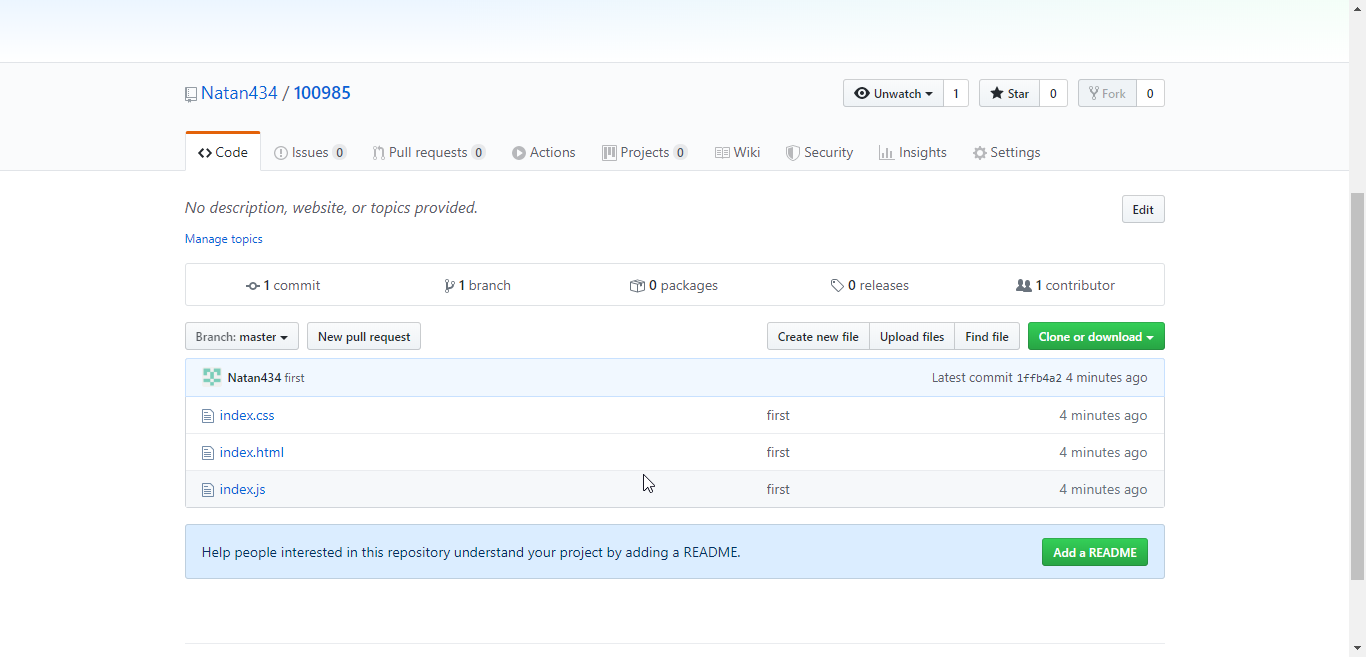 Natan434 / 100985 Unwatch 1 Star 0 Fork 0
Code Issues 0 Pull requests 0 Actions Projects 0 Wiki Security Insights Settings
No description, website, or topics provided. Edit
Manage topics
1 commit 1 branch 0 packages 0 releases 1 contributor
Branch: master New pull request Create new file Upload files Find file Clone or download
Natan434 first Latest commit 1ffb4a2 4 minutes ago
index.css first 4 minutes ago
index.html first 4 minutes ago
index.js first 4 minutes ago
Help people interested in this repository understand your project by adding a README. Add a README